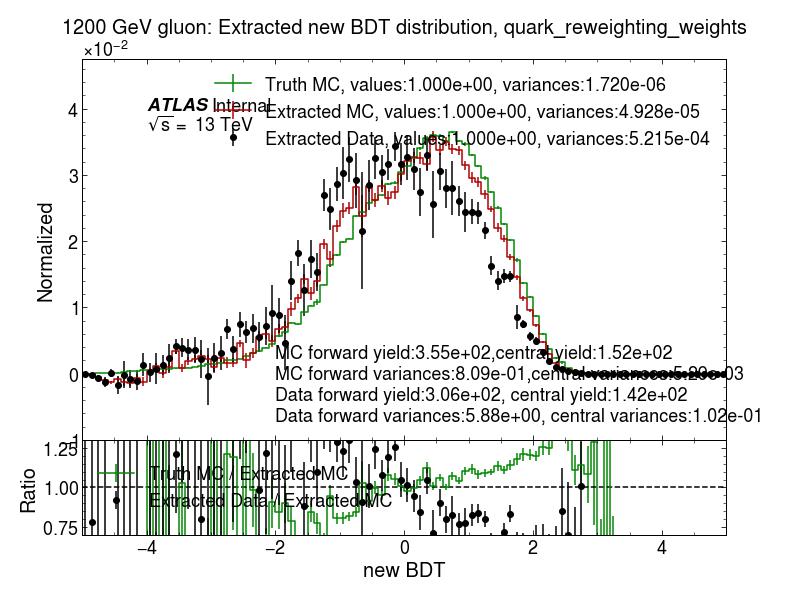 1200 GeV gluon: Extracted new BDT distribution, quark_reweighting_weights
×10⁻²
Truth MC, values:1.000e+00, variances:1.720e-06
ATLAS Internal
Extracted MC, values:1.000e+00, variances:4.928e-05
√s = 13 TeV
Extracted Data, values:1.000e+00, variances:5.215e-04
4
3
2
1
0
−1
Normalized
MC forward yield:3.55e+02,central yield:1.52e+02
MC forward variances:8.09e-01,central variances:5.29e-03
Data forward yield:3.06e+02, central yield:1.42e+02
Data forward variances:5.88e+00, central variances:1.02e-01
1.25
1.00
0.75
Ratio
Truth MC / Extracted MC
Extracted Data / Extracted MC
−4 −2 0 2 4
new BDT